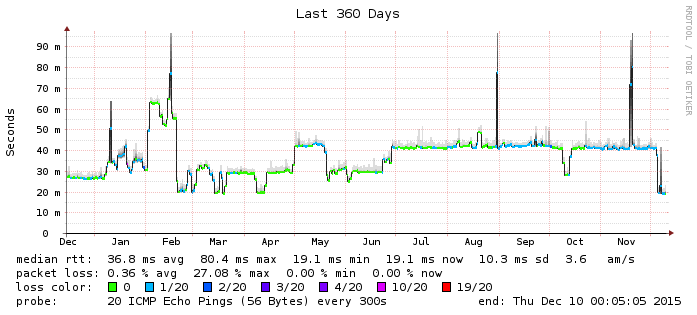 Last 360 Days
RRDTOOL / TOBI OETIKER
Seconds
90 m
80 m
70 m
60 m
50 m
40 m
30 m
20 m
10 m
0
Dec Jan Feb Mar Apr May Jun Jul Aug Sep Oct Nov
median rtt: 36.8 ms avg 80.4 ms max 19.1 ms min 19.1 ms now 10.3 ms sd 3.6 am/s
packet loss: 0.36 % avg 27.08 % max 0.00 % min 0.00 % now
loss color: 0 1/20 2/20 3/20 4/20 10/20 19/20
probe: 20 ICMP Echo Pings (56 Bytes) every 300s end: Thu Dec 10 00:05:05 2015